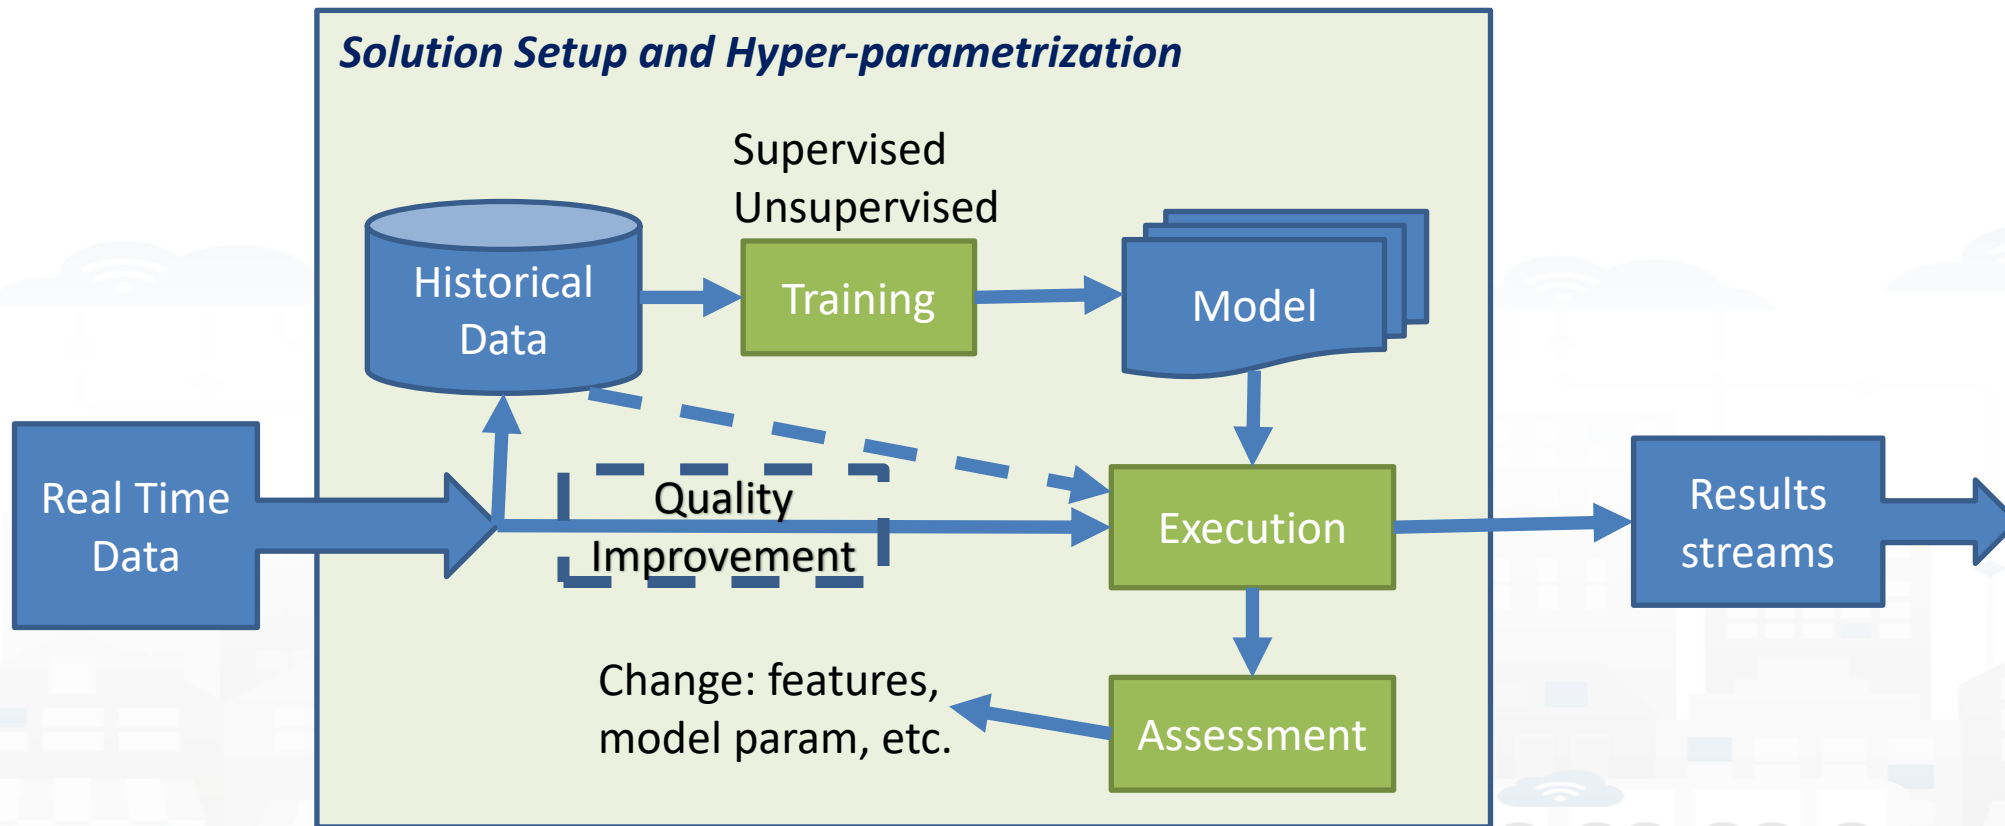 Solution Setup and Hyper-parametrization
Supervised
Unsupervised
Historical
Data
Training
Model
Real Time
Data
Quality
Improvement
Execution
Results
streams
Change: features,
model param, etc.
Assessment